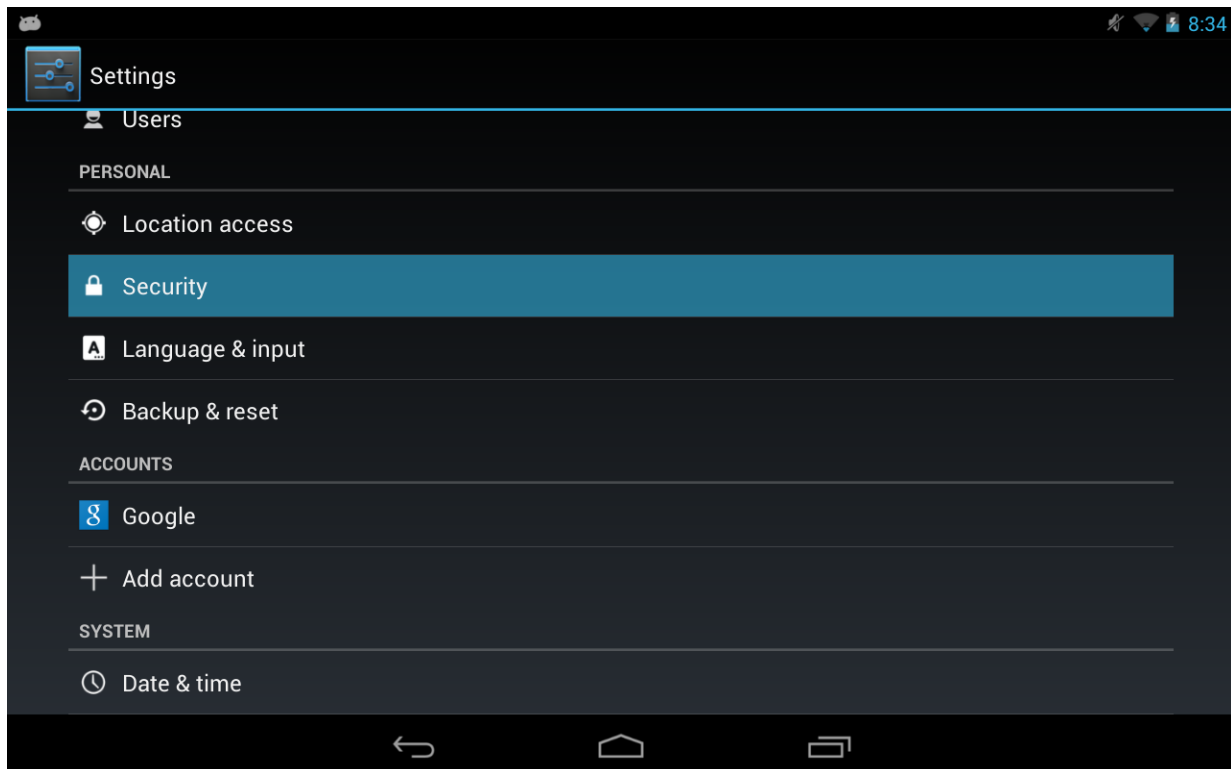 8:34
Settings
Users
PERSONAL
Location access
Security
Language & input
Backup & reset
ACCOUNTS
Google
Add account
SYSTEM
Date & time